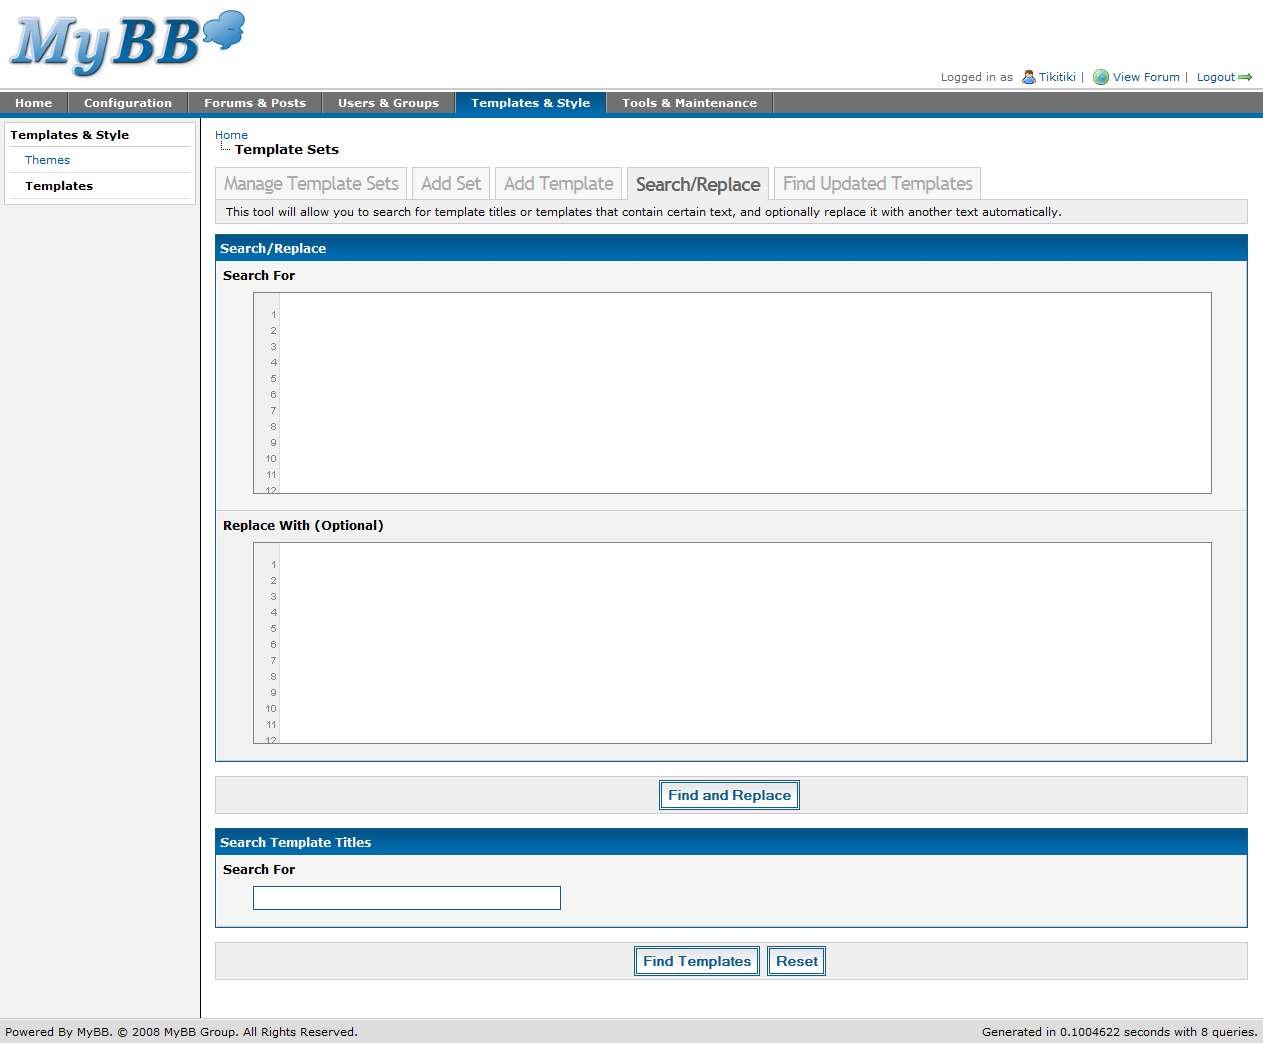 MyBB
Logged in as Tikitiki | View Forum | Logout
Home Configuration Forums & Posts Users & Groups Templates & Style Tools & Maintenance
Templates & Style
Themes
Templates
Home
Template Sets
Manage Template Sets Add Set Add Template Search/Replace Find Updated Templates
This tool will allow you to search for template titles or templates that contain certain text, and optionally replace it with another text automatically.
Search/Replace
Search For
1
2
3
4
5
6
7
8
9
10
11
12
Replace With (Optional)
1
2
3
4
5
6
7
8
9
10
11
12
Find and Replace
Search Template Titles
Search For
Find Templates Reset
Powered By MyBB. © 2008 MyBB Group. All Rights Reserved. Generated in 0.1004622 seconds with 8 queries.